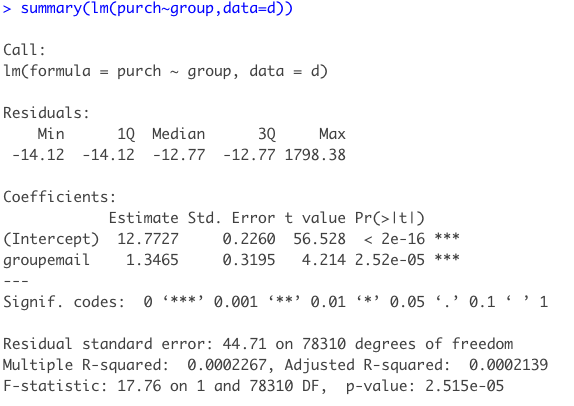 > summary(lm(purch~group,data=d))
Call:
lm(formula = purch ~ group, data = d)
Residuals:
Min 1Q Median 3Q Max
-14.12 -14.12 -12.77 -12.77 1798.38
Coefficients:
Estimate Std. Error t value Pr(>|t|)
(Intercept) 12.7727 0.2260 56.528 < 2e-16 ***
groupemail 1.3465 0.3195 4.214 2.52e-05 ***
---
Signif. codes: 0 ‘***’ 0.001 ‘**’ 0.01 ‘*’ 0.05 ‘.’ 0.1 ‘ ’ 1
Residual standard error: 44.71 on 78310 degrees of freedom
Multiple R-squared: 0.0002267, Adjusted R-squared: 0.0002139
F-statistic: 17.76 on 1 and 78310 DF, p-value: 2.515e-05